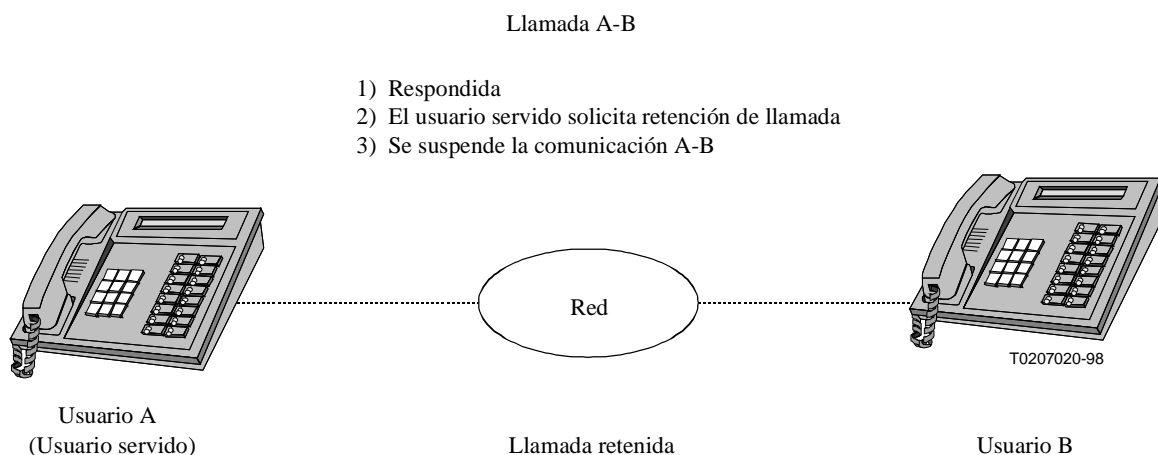 Llamada A-B
1) Respondida
2) El usuario servido solicita retención de llamada
3) Se suspende la comunicación A-B
Red
T0207020-98
Usuario A
(Usuario servido)
Llamada retenida
Usuario B